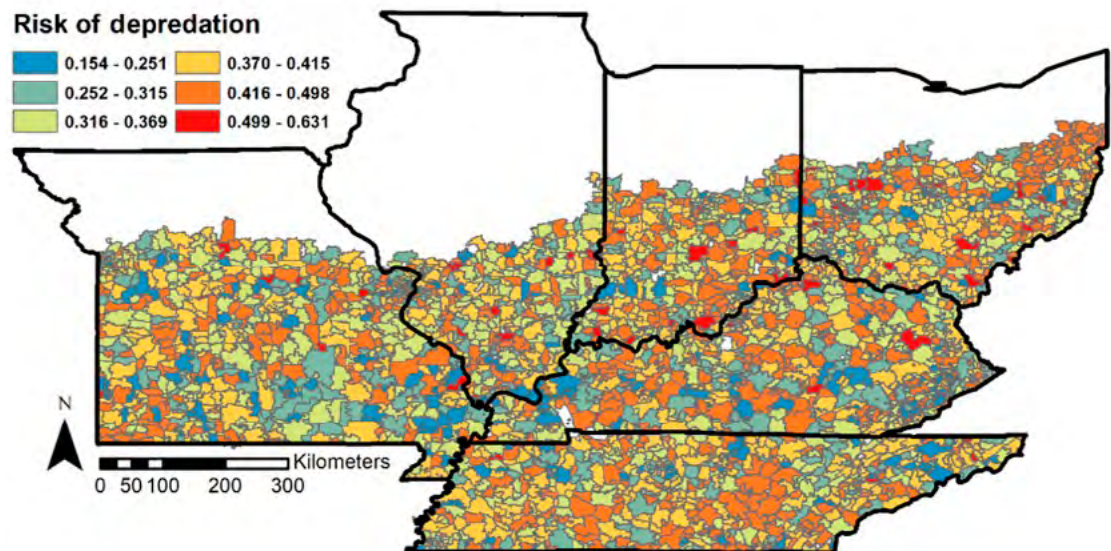 Risk of depredation
0.154 - 0.251 0.370 - 0.415
0.252 - 0.315 0.416 - 0.498
0.316 - 0.369 0.499 - 0.631
N
Kilometers
0 50 100 200 300